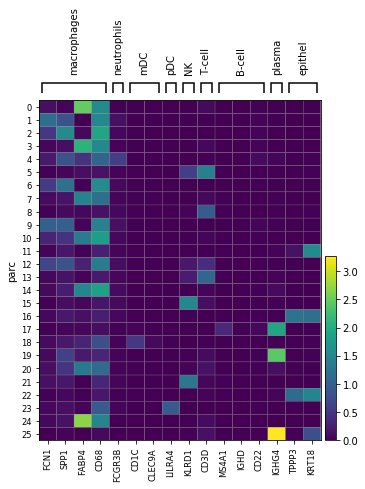 macrophages
neutrophils
mDC
pDC
NK
T-cell
B-cell
plasma
epithel
parc
0
1
2
3
4
5
6
7
8
9
10
11
12
13
14
15
16
17
18
19
20
21
22
23
24
25
FCN1
SPP1
FABP4
CD68
FCGR3B
CD1C
CLEC9A
LILRA4
KLRD1
CD3D
MS4A1
IGHD
CD22
IGHG4
TPPP3
KRT18
3.0
2.5
2.0
1.5
1.0
0.5
0.0